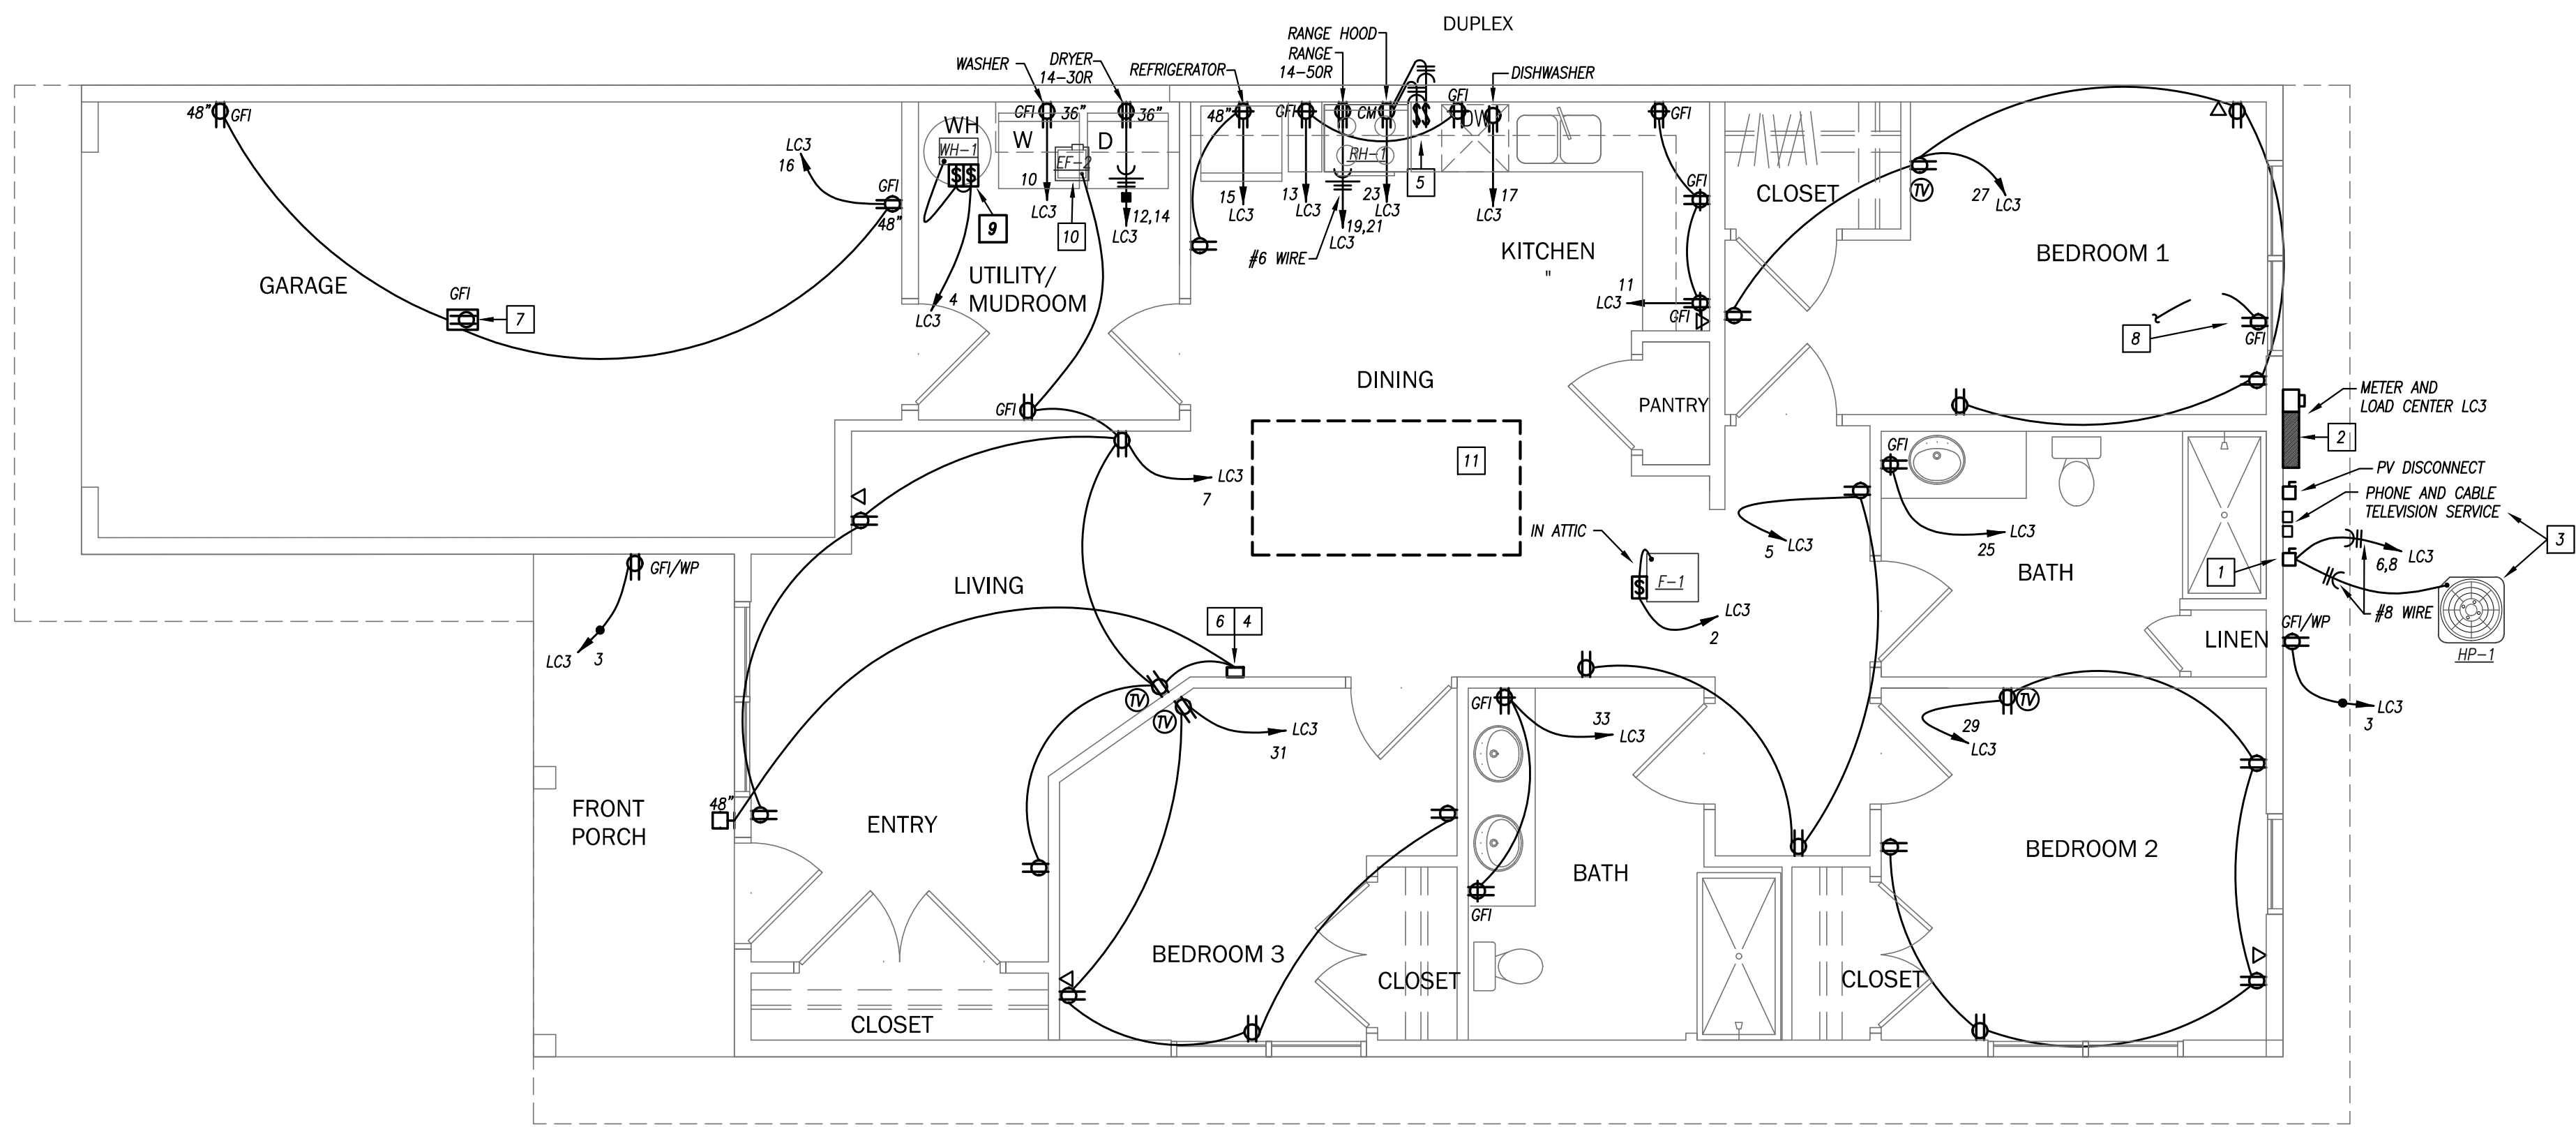 DUPLEX
RANGE HOOD
RANGE
14-50R
WASHER
DRYER
14-30R
REFRIGERATOR
DISHWASHER
48" GFI
GFI 36"
36"
48"
GFI
CM
GFI
GFI
WH
WH-1
W
EF-2
D
RH-1
DW
5
LC3
16
GFI
48"
9
10
LC3
10
12,14
LC3
15
LC3
13
LC3
19,21
LC3
23
LC3
17
LC3
#6 WIRE
GFI
CLOSET
TV
27
LC3
GARAGE
GFI
7
UTILITY/
MUDROOM
4
LC3
KITCHEN
"
11
LC3
GFI
BEDROOM 1
8
GFI
DINING
PANTRY
GFI
METER AND
LOAD CENTER LC3
2
11
LC3
7
GFI
PV DISCONNECT
PHONE AND CABLE
TELEVISION SERVICE
3
IN ATTIC
F-1
5
LC3
LC3
25
BATH
1
LC3
6,8
#8 WIRE
HP-1
GFI/WP
LC3
3
LIVING
6 4
LC3
2
LINEN
GFI/WP
LC3
3
TV
TV
LC3
31
GFI
33
LC3
TV
29
LC3
48"
FRONT
PORCH
ENTRY
BATH
BEDROOM 2
GFI
BEDROOM 3
CLOSET
CLOSET
CLOSET